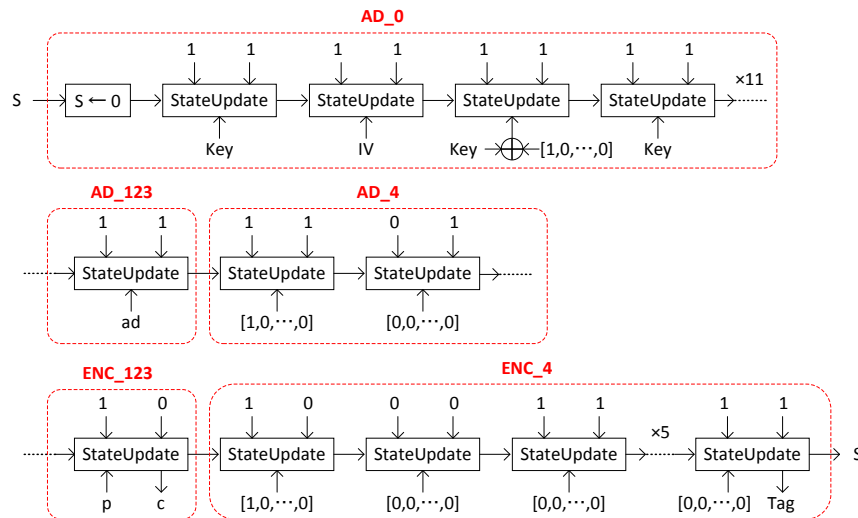 AD_0
1 1 1 1 1 1 1 1
×11
S S ← 0 StateUpdate StateUpdate StateUpdate StateUpdate
Key IV Key [1,0,⋯,0] Key
AD_123 AD_4
1 1 1 1 0 1
StateUpdate StateUpdate StateUpdate
ad [1,0,⋯,0] [0,0,⋯,0]
ENC_123 ENC_4
1 0 1 0 0 0 1 1 1 1
×5
StateUpdate StateUpdate StateUpdate StateUpdate StateUpdate S
p c [1,0,⋯,0] [0,0,⋯,0] [0,0,⋯,0] [0,0,⋯,0] Tag